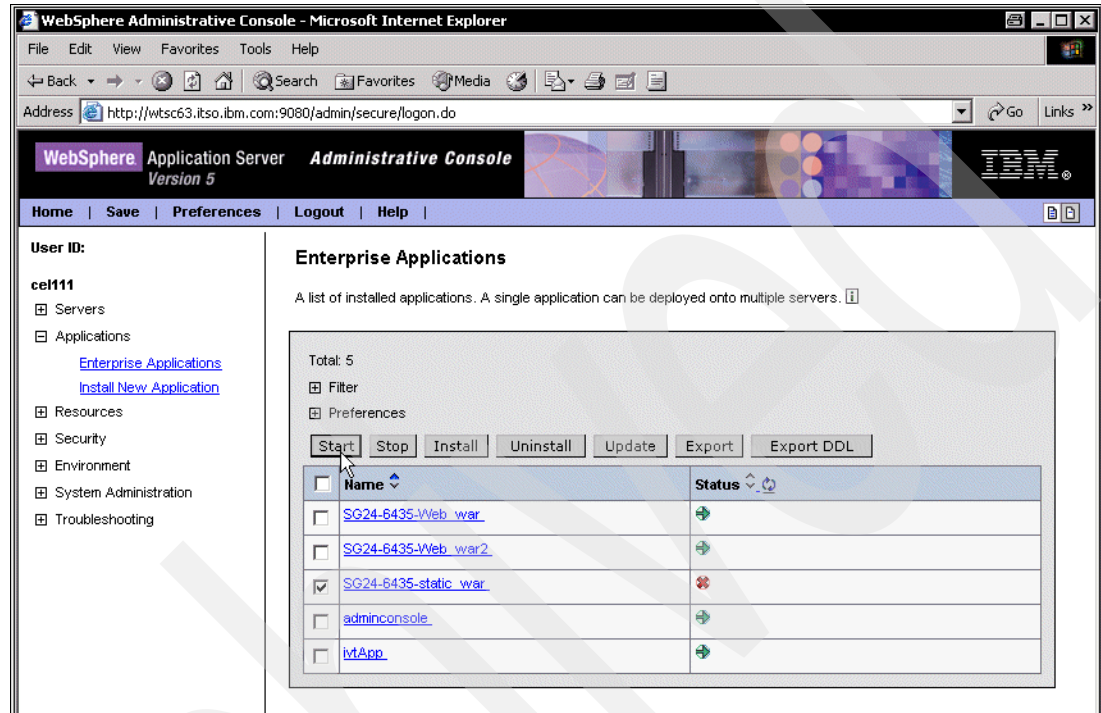 WebSphere Administrative Console - Microsoft Internet Explorer
File Edit View Favorites Tools Help
Back Search Favorites Media
Address http://wtsc63.itso.ibm.com:9080/admin/secure/logon.do Go Links »
WebSphere Application Server Administrative Console
Version 5
IBM®
Home | Save | Preferences | Logout | Help |
User ID:
cel111
Servers
Applications
Enterprise Applications
Install New Application
Resources
Security
Environment
System Administration
Troubleshooting
Enterprise Applications
A list of installed applications. A single application can be deployed onto multiple servers. i
Total: 5
Filter
Preferences
Start Stop Install Uninstall Update Export Export DDL
Name Status
SG24-6435-Web_war
SG24-6435-Web_war2
SG24-6435-static_war
adminconsole
ivtApp